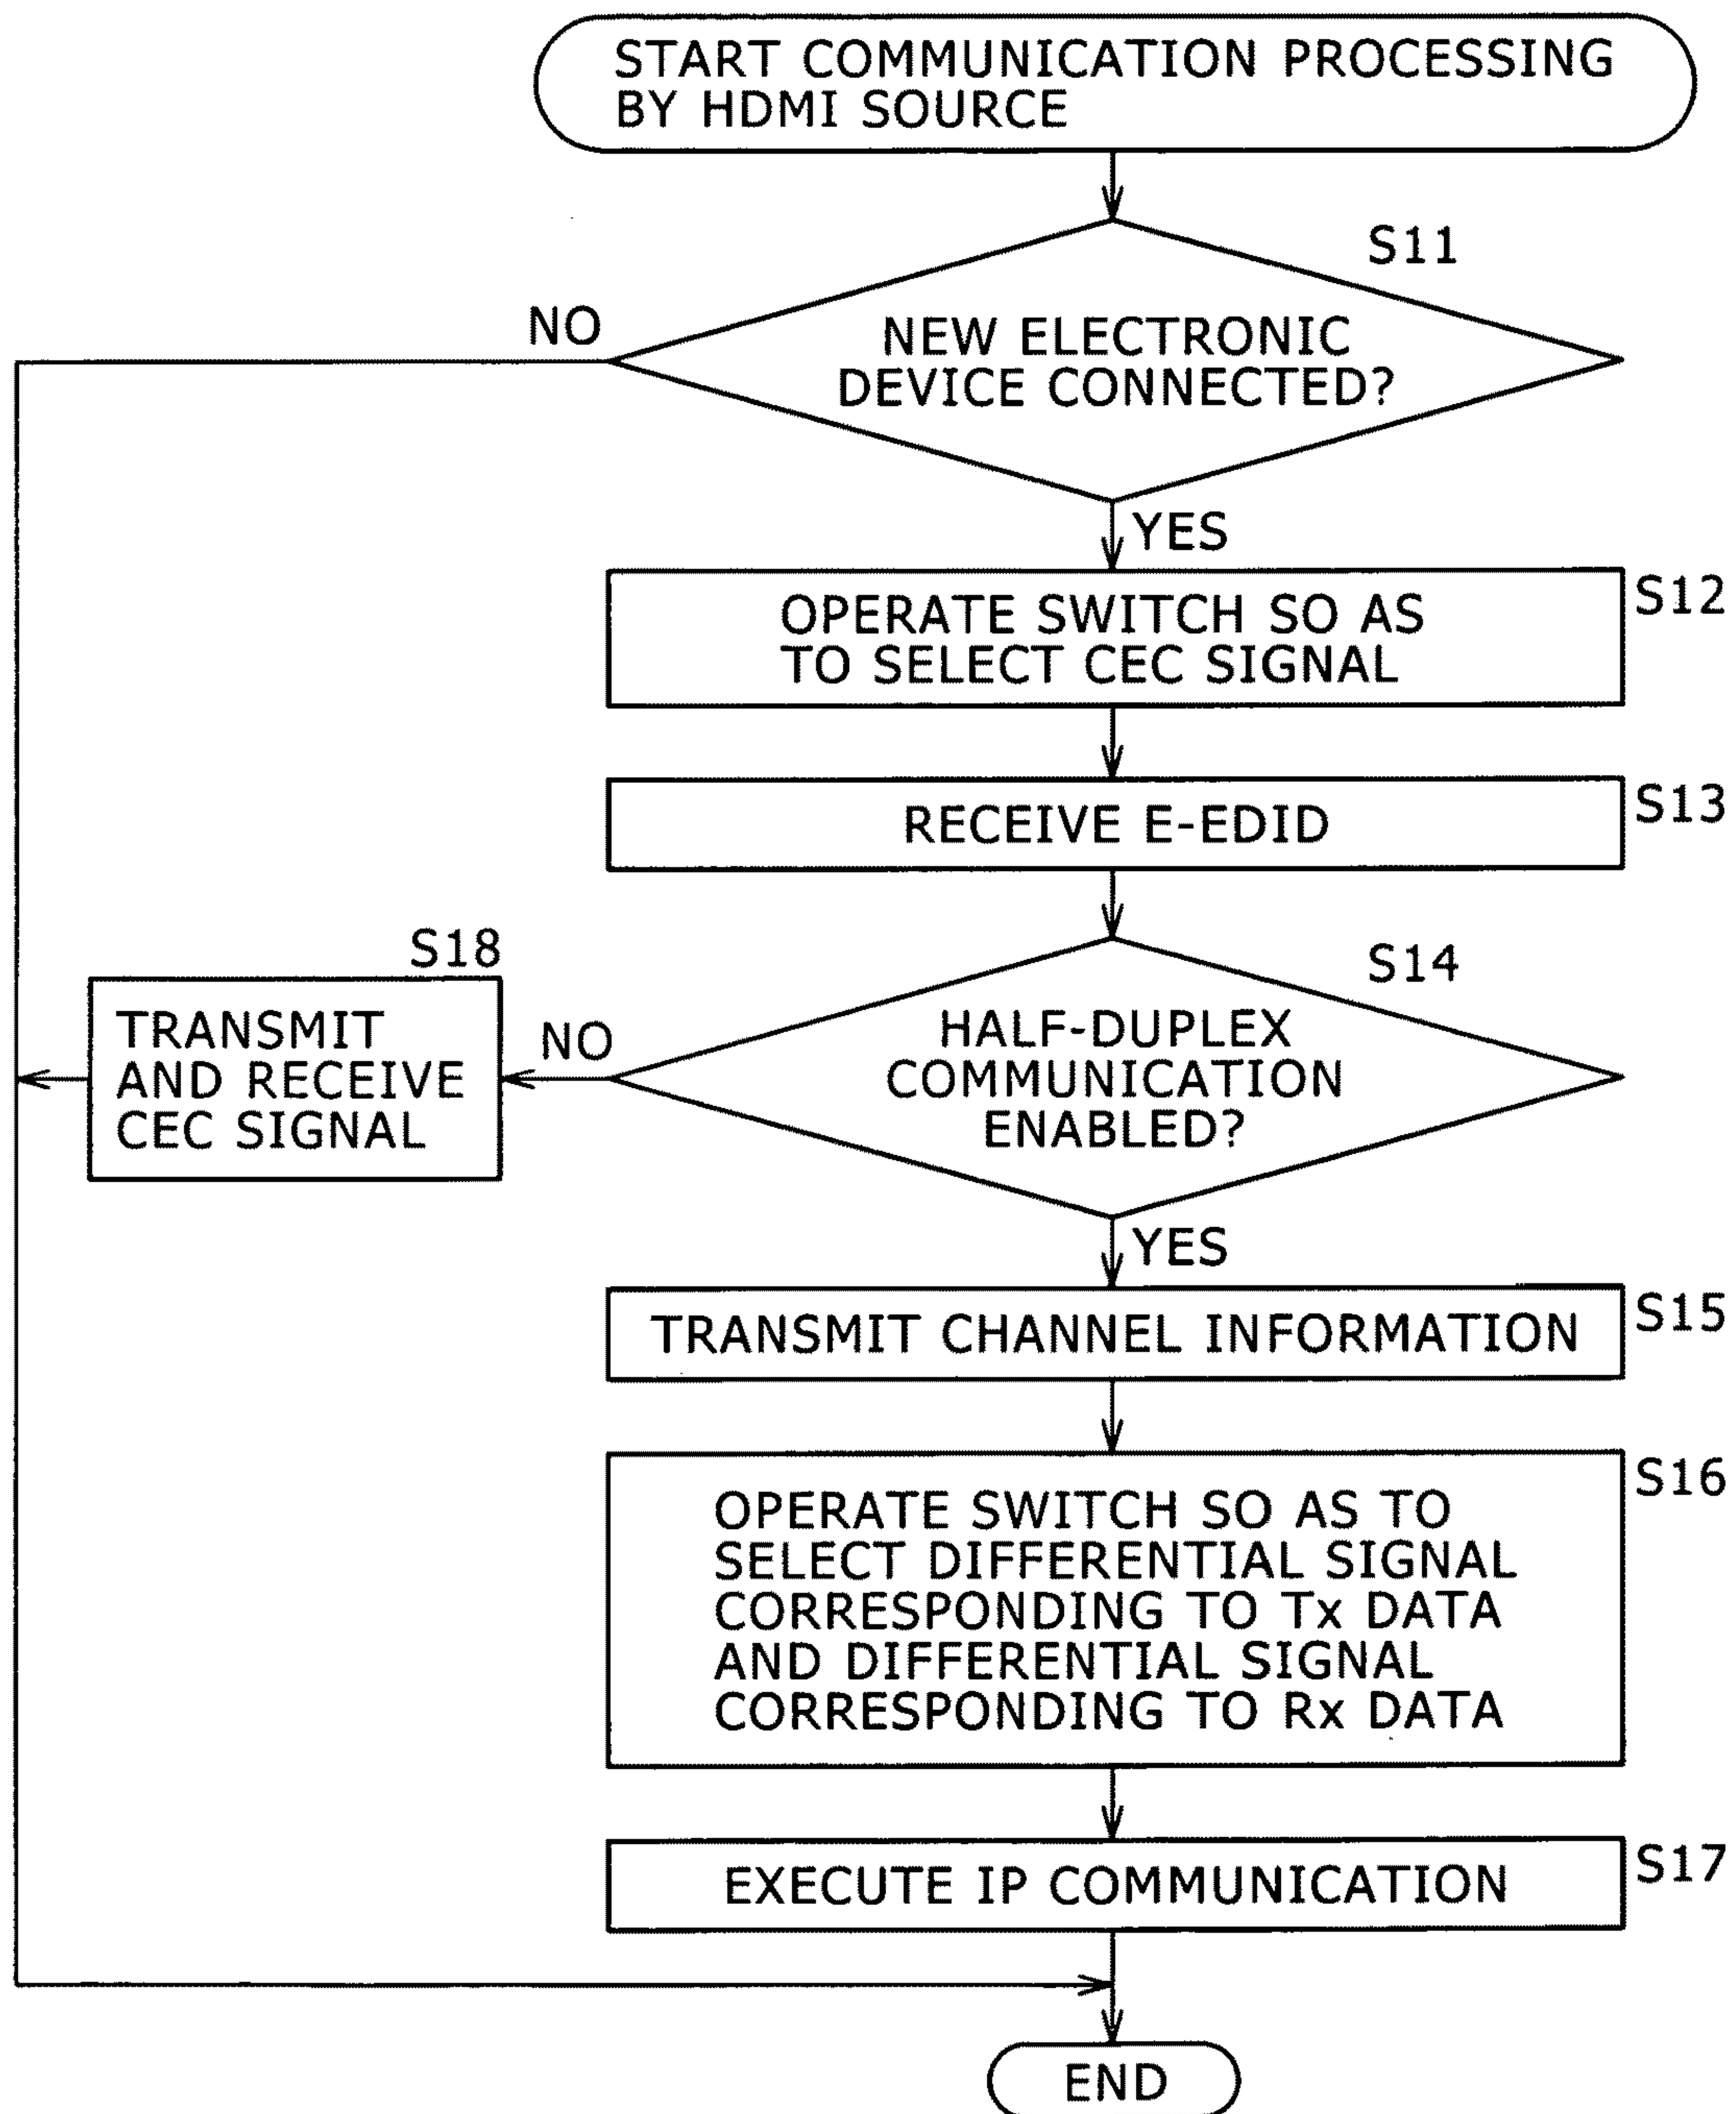 START COMMUNICATION PROCESSING
BY HDMI SOURCE
S11
NO
NEW ELECTRONIC
DEVICE CONNECTED?
YES
S12
OPERATE SWITCH SO AS
TO SELECT CEC SIGNAL
S13
RECEIVE E-EDID
S18
S14
TRANSMIT
AND RECEIVE
CEC SIGNAL
NO
HALF-DUPLEX
COMMUNICATION
ENABLED?
YES
S15
TRANSMIT CHANNEL INFORMATION
S16
OPERATE SWITCH SO AS TO
SELECT DIFFERENTIAL SIGNAL
CORRESPONDING TO Tx DATA
AND DIFFERENTIAL SIGNAL
CORRESPONDING TO Rx DATA
S17
EXECUTE IP COMMUNICATION
END